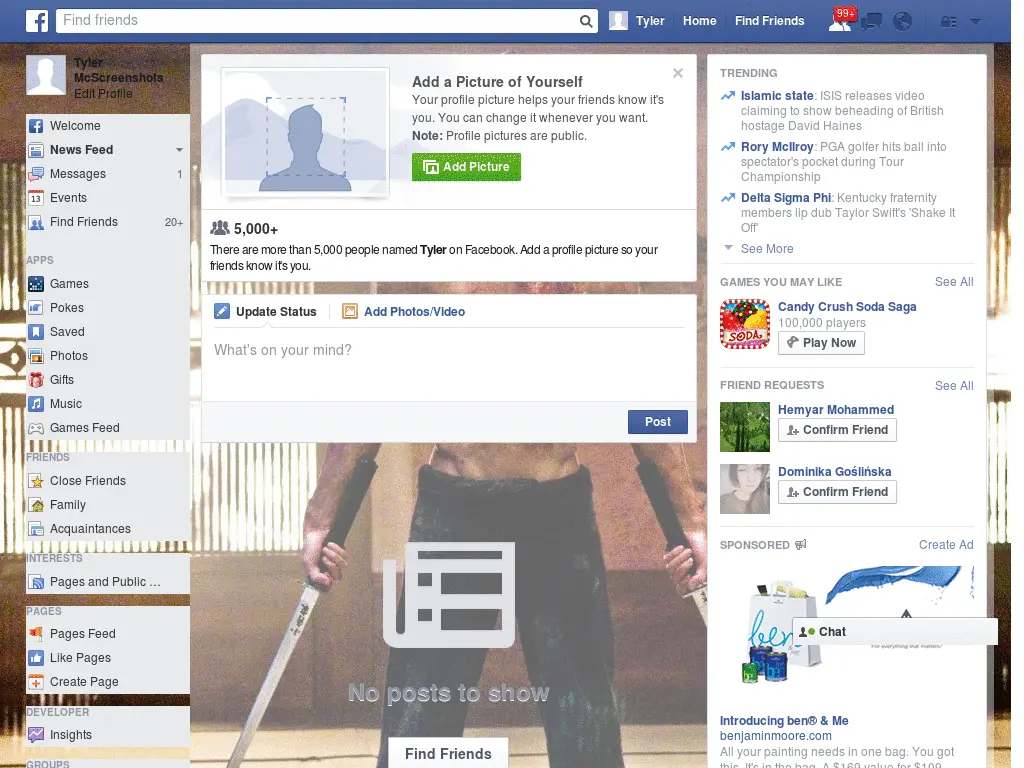 Find friends
Tyler
Home
Find Friends
99+
Tyler
McScreenshots
Edit Profile
Welcome
News Feed
Messages 1
13 Events
Find Friends 20+
APPS
Games
Pokes
Saved
Photos
Gifts
Music
Games Feed
FRIENDS
Close Friends
Family
Acquaintances
INTERESTS
Pages and Public ...
PAGES
Pages Feed
Like Pages
Create Page
DEVELOPER
Insights
GROUPS
Add a Picture of Yourself
Your profile picture helps your friends know it's
you. You can change it whenever you want.
Note: Profile pictures are public.
Add Picture
5,000+
There are more than 5,000 people named Tyler on Facebook. Add a profile picture so your
friends know it's you.
Update Status
Add Photos/Video
What's on your mind?
Post
No posts to show
Find Friends
TRENDING
Islamic state: ISIS releases video
claiming to show beheading of British
hostage David Haines
Rory McIlroy: PGA golfer hits ball into
spectator's pocket during Tour
Championship
Delta Sigma Phi: Kentucky fraternity
members lip dub Taylor Swift's 'Shake It
Off'
See More
GAMES YOU MAY LIKE See All
SODA
Candy Crush Soda Saga
100,000 players
Play Now
FRIEND REQUESTS See All
Hemyar Mohammed
Confirm Friend
Dominika Goślińska
Confirm Friend
SPONSORED Create Ad
ben
Chat
For everything that matters.
Introducing ben® & Me
benjaminmoore.com
All your painting needs in one bag. You got
this. It's in the bag. A $169 value for $109